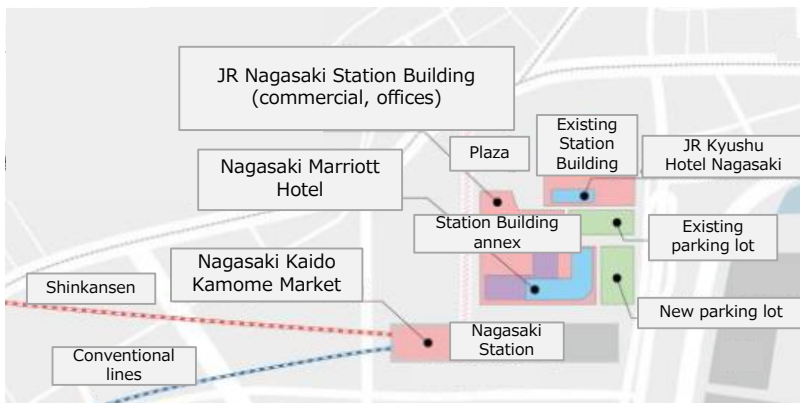 JR Nagasaki Station Building
(commercial, offices)
Plaza
Existing
Station
Building
JR Kyushu
Hotel Nagasaki
Nagasaki Marriott
Hotel
Station Building
annex
Existing
parking lot
Nagasaki Kaido
Kamome Market
Shinkansen
New parking lot
Nagasaki
Station
Conventional
lines